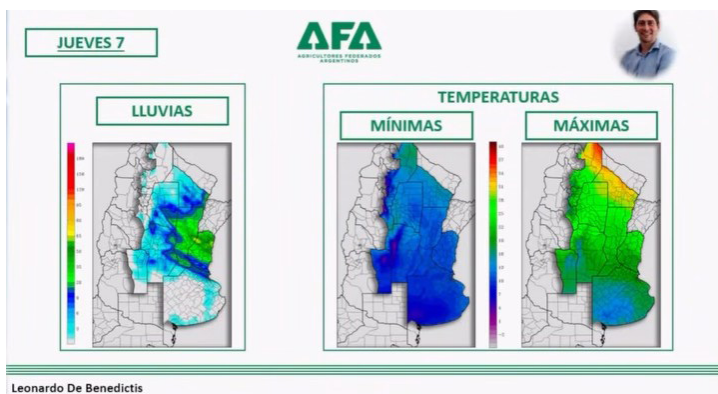 JUEVES 7
AFA
AGRICULTORES FEDERADOS
ARGENTINOS
LLUVIAS
TEMPERATURAS
MÍNIMAS
MÁXIMAS
Leonardo De Benedictis